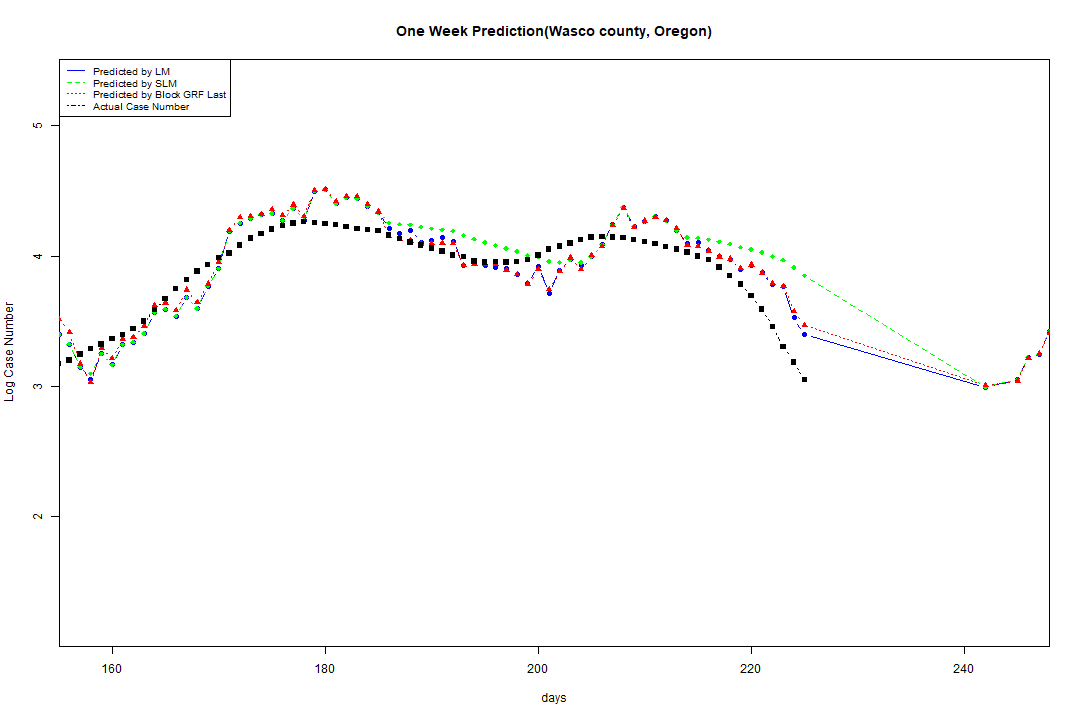 One Week Prediction(Wasco county, Oregon)
Predicted by LM
Predicted by SLM
Predicted by Block GRF Last
Actual Case Number
5
4
3
2
Log Case Number
160 180 200 220 240
days